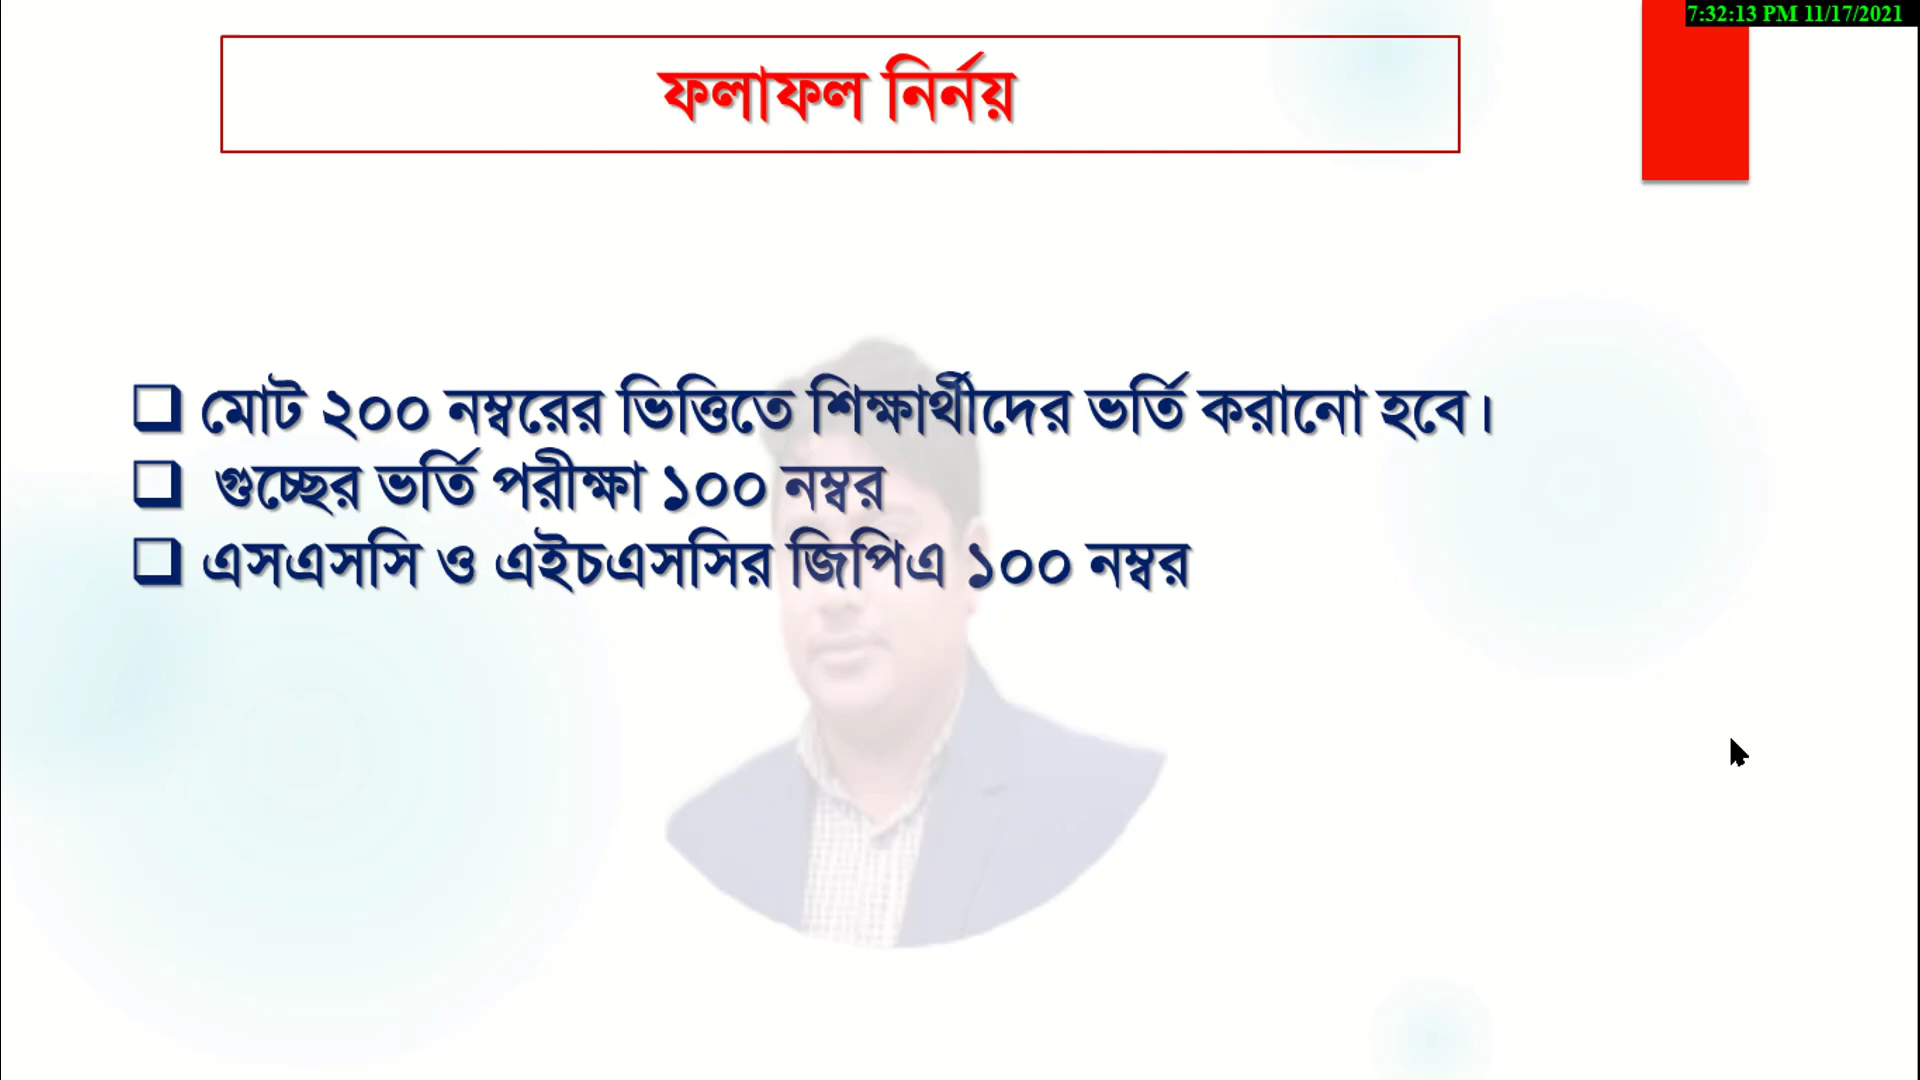 7:32:13 PM 11/17/2021
ফলাফল নির্নয়
মোট ২০০ নম্বরের ভিত্তিতে শিক্ষার্থীদের ভর্তি করানো হবে।
গুচ্ছের ভর্তি পরীক্ষা ১০০ নম্বর
এসএসসি ও এইচএসসির জিপিএ ১০০ নম্বর